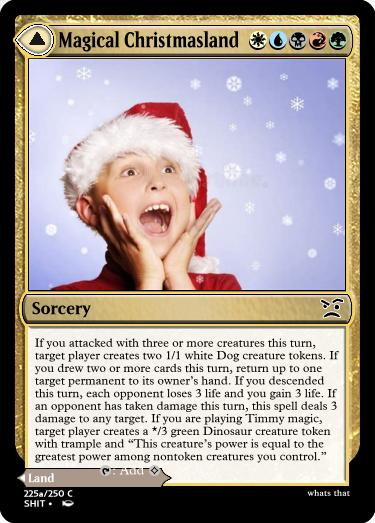 Magical Christmasland
Sorcery
If you attacked with three or more creatures this turn,
target player creates two 1/1 white Dog creature tokens. If
you drew two or more cards this turn, return up to one
target permanent to its owner's hand. If you descended
this turn, each opponent loses 3 life and you gain 3 life. If
an opponent has taken damage this turn, this spell deals 3
damage to any target. If you are playing Timmy magic,
target player creates a */3 green Dinosaur creature token
with trample and “This creature's power is equal to the
greatest power among nontoken creatures you control.”
Land
: Add
225a/250 C
SHIT •
whats that